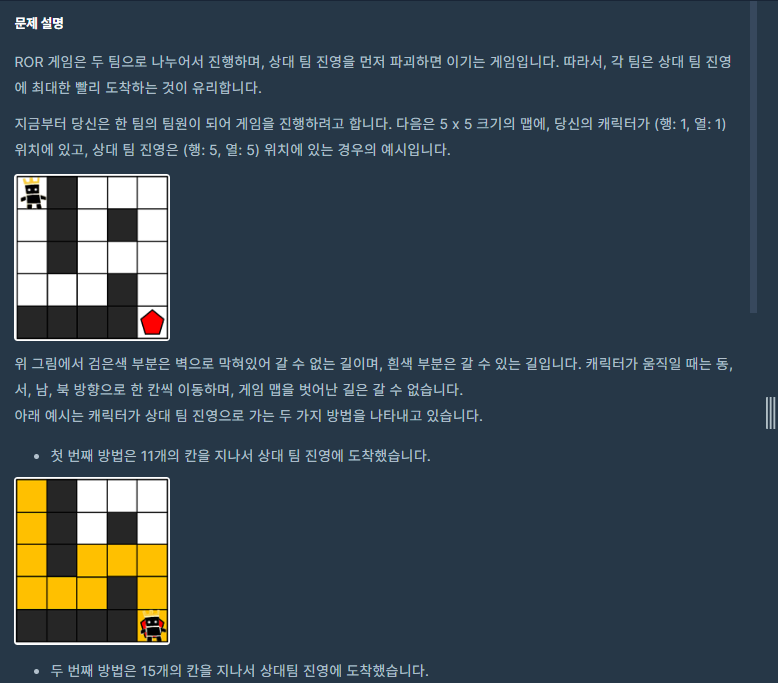 문제 설명
ROR 게임은 두 팀으로 나누어서 진행하며, 상대 팀 진영을 먼저 파괴하면 이기는 게임입니다. 따라서, 각 팀은 상대 팀 진영
에 최대한 빨리 도착하는 것이 유리합니다.
지금부터 당신은 한 팀의 팀원이 되어 게임을 진행하려고 합니다. 다음은 5 x 5 크기의 맵에, 당신의 캐릭터가 (행: 1, 열: 1)
위치에 있고, 상대 팀 진영은 (행: 5, 열: 5) 위치에 있는 경우의 예시입니다.
위 그림에서 검은색 부분은 벽으로 막혀있어 갈 수 없는 길이며, 흰색 부분은 갈 수 있는 길입니다. 캐릭터가 움직일 때는 동,
서, 남, 북 방향으로 한 칸씩 이동하며, 게임 맵을 벗어난 길은 갈 수 없습니다.
아래 예시는 캐릭터가 상대 팀 진영으로 가는 두 가지 방법을 나타내고 있습니다.
• 첫 번째 방법은 11개의 칸을 지나서 상대 팀 진영에 도착했습니다.
• 두 번째 방법은 15개의 칸을 지나서 상대팀 진영에 도착했습니다.